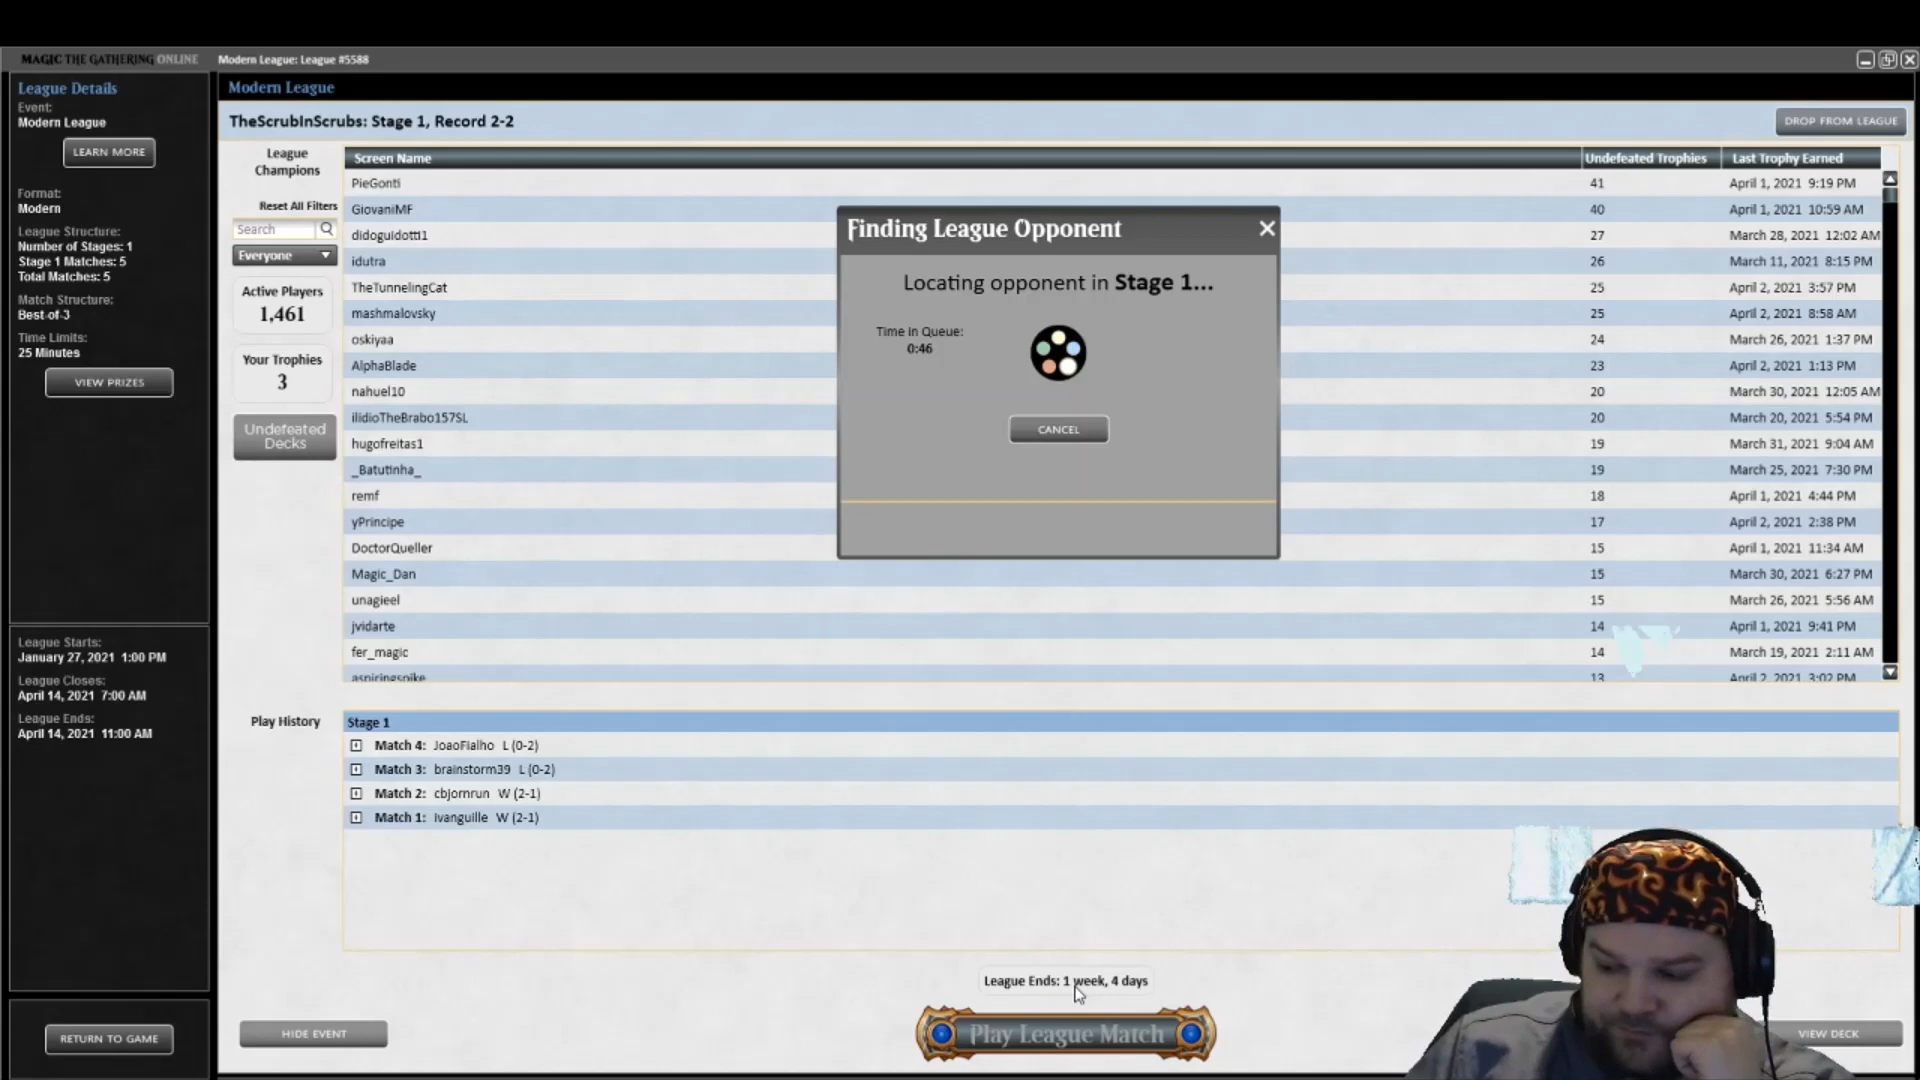 MAGIC THE GATHERING ONLINE
Modern League: League #5588
League Details
Event:
Modern League
LEARN MORE
Format:
Modern
League Structure:
Number of Stages: 1
Stage 1 Matches: 5
Total Matches: 5
Match Structure:
Best-of-3
Time Limits:
25 Minutes
VIEW PRIZES
League Starts:
January 27, 2021 1:00 PM
League Closes:
April 14, 2021 7:00 AM
League Ends:
April 14, 2021 11:00 AM
RETURN TO GAME
Modern League
TheScrubInScrubs: Stage 1, Record 2-2
DROP FROM LEAGUE
League
Champions
Reset All Filters
Search
Everyone
Active Players
1,461
Your Trophies
3
Undefeated
Decks
Screen Name Undefeated Trophies Last Trophy Earned
PieGonti 41 April 1, 2021 9:19 PM
GiovaniMF 40 April 1, 2021 10:59 AM
didoguidotti1 27 March 28, 2021 12:02 AM
idutra 26 March 11, 2021 8:15 PM
TheTunnelingCat 25 April 2, 2021 3:57 PM
mashmalovsky 25 April 2, 2021 8:58 AM
oskiyaa 24 March 26, 2021 1:37 PM
AlphaBlade 23 April 2, 2021 1:13 PM
nahuel10 20 March 30, 2021 12:05 AM
ilidioTheBrabo157SL 20 March 20, 2021 5:54 PM
hugofreitas1 19 March 31, 2021 9:04 AM
_Batutinha_ 19 March 25, 2021 7:30 PM
remf 18 April 1, 2021 4:44 PM
yPrincipe 17 April 2, 2021 2:38 PM
DoctorQueller 15 April 1, 2021 11:34 AM
Magic_Dan 15 March 30, 2021 6:27 PM
unagieel 15 March 26, 2021 5:56 AM
jvidarte 14 April 1, 2021 9:41 PM
fer_magic 14 March 19, 2021 2:11 AM
aspiringspike 13 April 2, 2021 3:02 PM
Finding League Opponent
Locating opponent in Stage 1...
Time in Queue:
0:46
CANCEL
Play History
Stage 1
Match 4: JoaoFialho L (0-2)
Match 3: brainstorm39 L (0-2)
Match 2: cbjornrun W (2-1)
Match 1: ivanguille W (2-1)
League Ends: 1 week, 4 days
HIDE EVENT
Play League Match
VIEW DECK